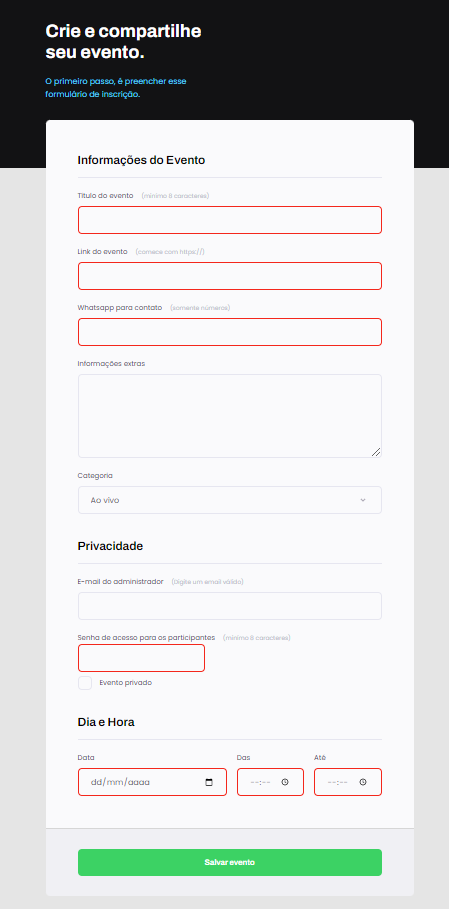 Crie e compartilhe
seu evento.
O primeiro passo, é preencher esse
formulário de inscrição.
Informações do Evento
Título do evento (mínimo 6 caracteres)
Link do evento (comece com https://)
Whatsapp para contato (somente números)
Informações extras
Categoria
Ao vivo
Privacidade
E-mail do administrador (Digite um email válido)
Senha de acesso para os participantes (mínimo 6 caracteres)
Evento privado
Dia e Hora
Data Das Até
dd/mm/aaaa --:-- --:--
Salvar evento